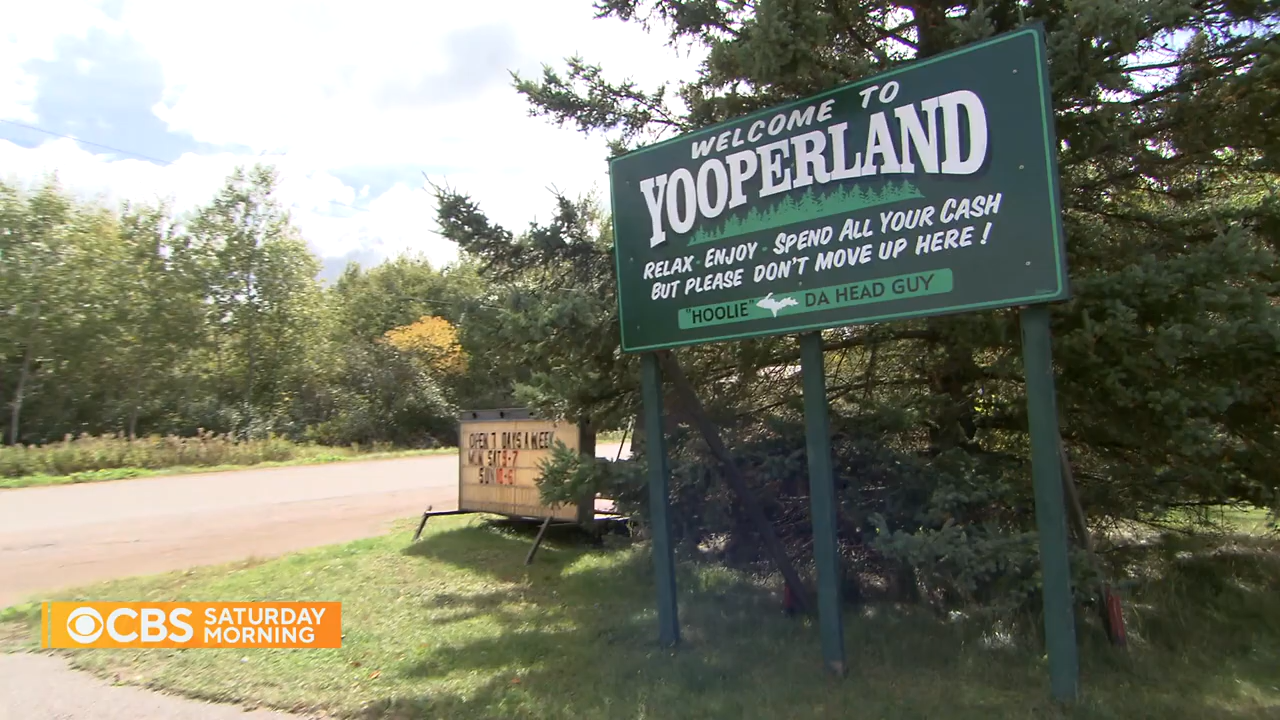 WELCOME TO
YOOPERLAND
RELAX - ENJOY - SPEND ALL YOUR CASH
BUT PLEASE DON'T MOVE UP HERE !
"HOOLIE" DA HEAD GUY
OPEN 7 DAYS A WEEK
SUN
CBS SATURDAY
MORNING